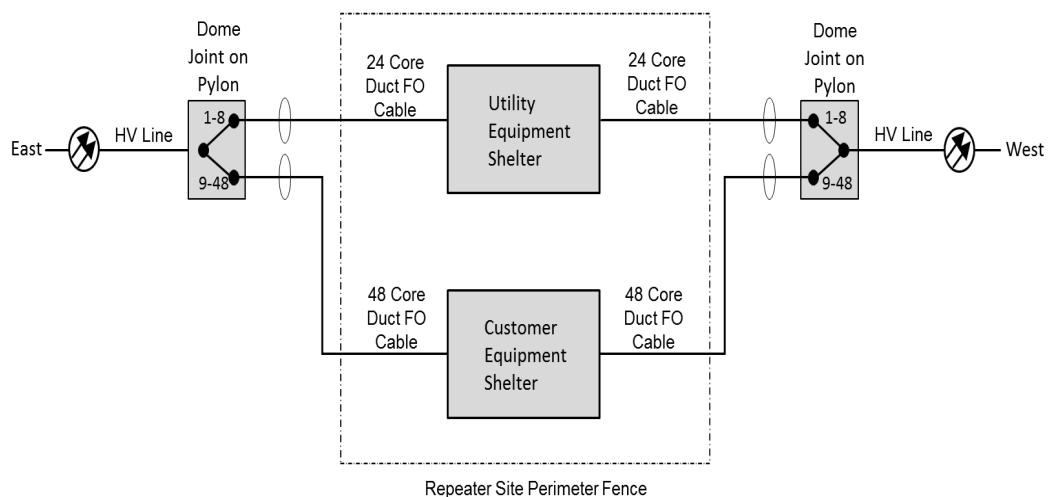 Dome
Joint on
Pylon
24 Core
Duct FO
Cable
24 Core
Duct FO
Cable
Dome
Joint on
Pylon
1-8
Utility
Equipment
Shelter
1-8
East
HV Line
HV Line
West
9-48
9-48
48 Core
Duct FO
Cable
Customer
Equipment
Shelter
48 Core
Duct FO
Cable
Repeater Site Perimeter Fence